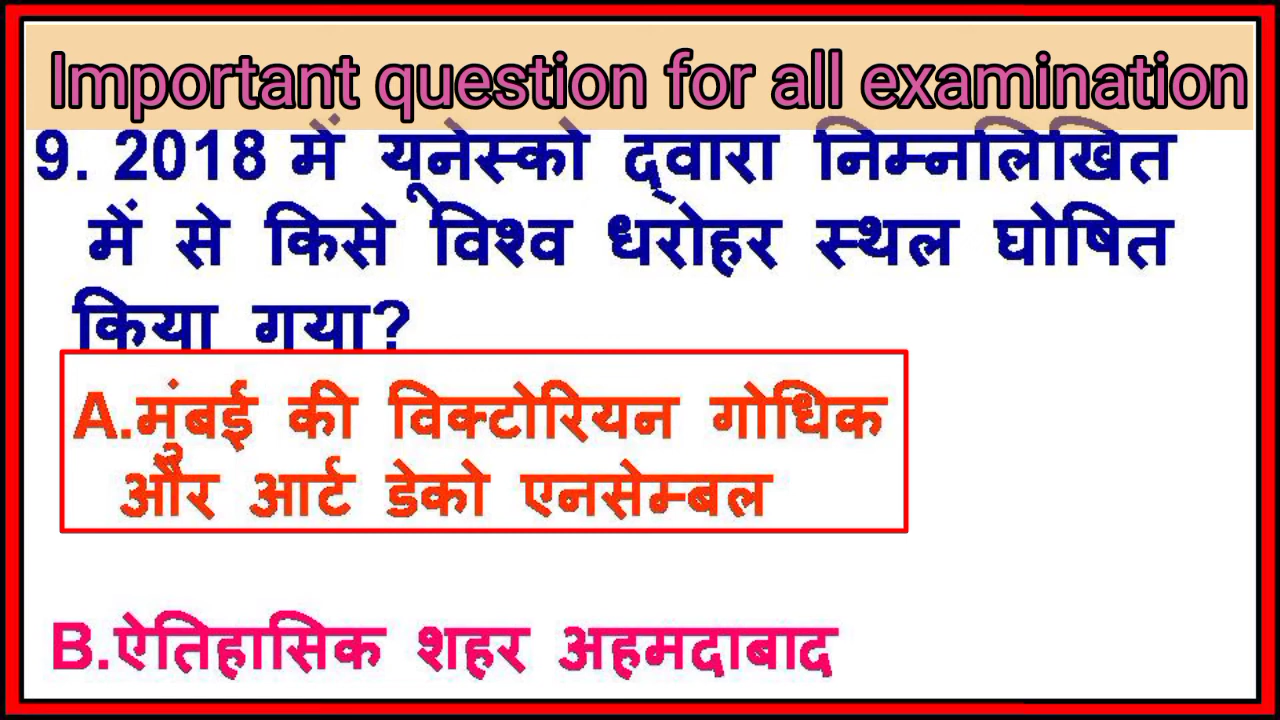 Important question for all examination
9. 2018 में यूनेस्को द्वारा निम्नलिखित
में से किसे विश्व धरोहर स्थल घोषित
किया गया?
A.मुंबई की विक्टोरियन गोथिक
और आर्ट डेको एनसेम्बल
B.ऐतिहासिक शहर अहमदाबाद